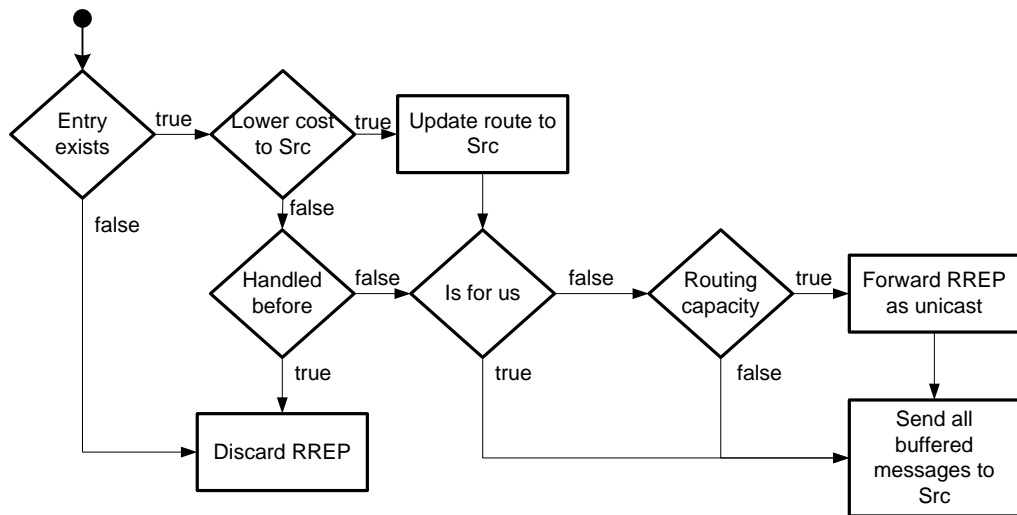 Entry
exists
true
Lower cost
to Src
true
Update route to
Src
false
false
Handled
before
false
Is for us
false
Routing
capacity
true
Forward RREP
as unicast
true
true
false
Discard RREP
Send all
buffered
messages to
Src